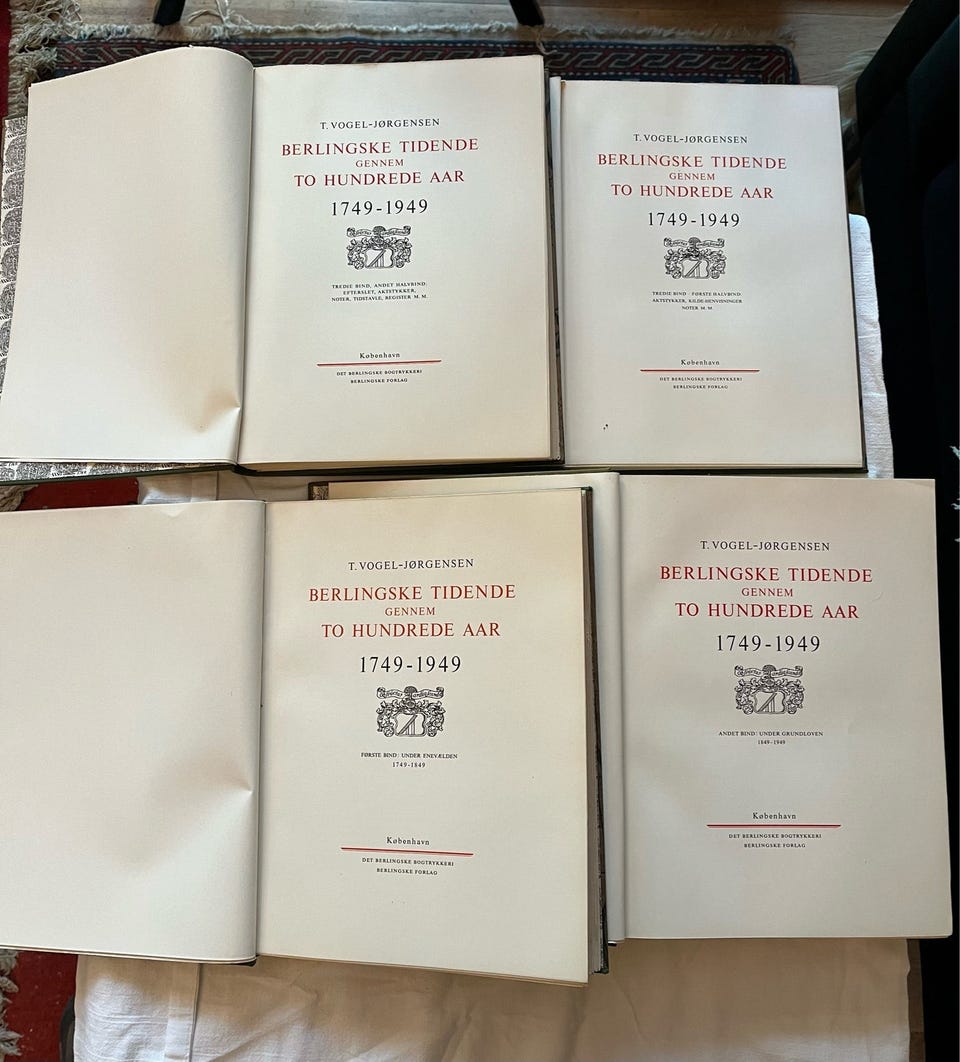 T. VOGEL-JØRGENSEN
BERLINGSKE TIDENDE
GENNEM
TO HUNDREDE AAR
1749-1949
TREDIE BIND, ANDET HALVBIND:
EFTERSLET, AKTSTYKKER,
NOTER, TIDSTAVLE, REGISTER M. M.
København
DET BERLINGSKE BOGTRYKKERI
BERLINGSKE FORLAG
T. VOGEL-JØRGENSEN
BERLINGSKE TIDENDE
GENNEM
TO HUNDREDE AAR
1749-1949
TREDIE BIND · FØRSTE HALVBIND:
AKTSTYKKER, KILDE-HENVISNINGER
NOTER M. M.
København
DET BERLINGSKE BOGTRYKKERI
BERLINGSKE FORLAG
T. VOGEL-JØRGENSEN
BERLINGSKE TIDENDE
GENNEM
TO HUNDREDE AAR
1749-1949
FØRSTE BIND: UNDER ENEVÆLDEN
1749-1849
København
DET BERLINGSKE BOGTRYKKERI
BERLINGSKE FORLAG
T. VOGEL-JØRGENSEN
BERLINGSKE TIDENDE
GENNEM
TO HUNDREDE AAR
1749-1949
ANDET BIND: UNDER GRUNDLOVEN
1849-1949
København
DET BERLINGSKE BOGTRYKKERI
BERLINGSKE FORLAG